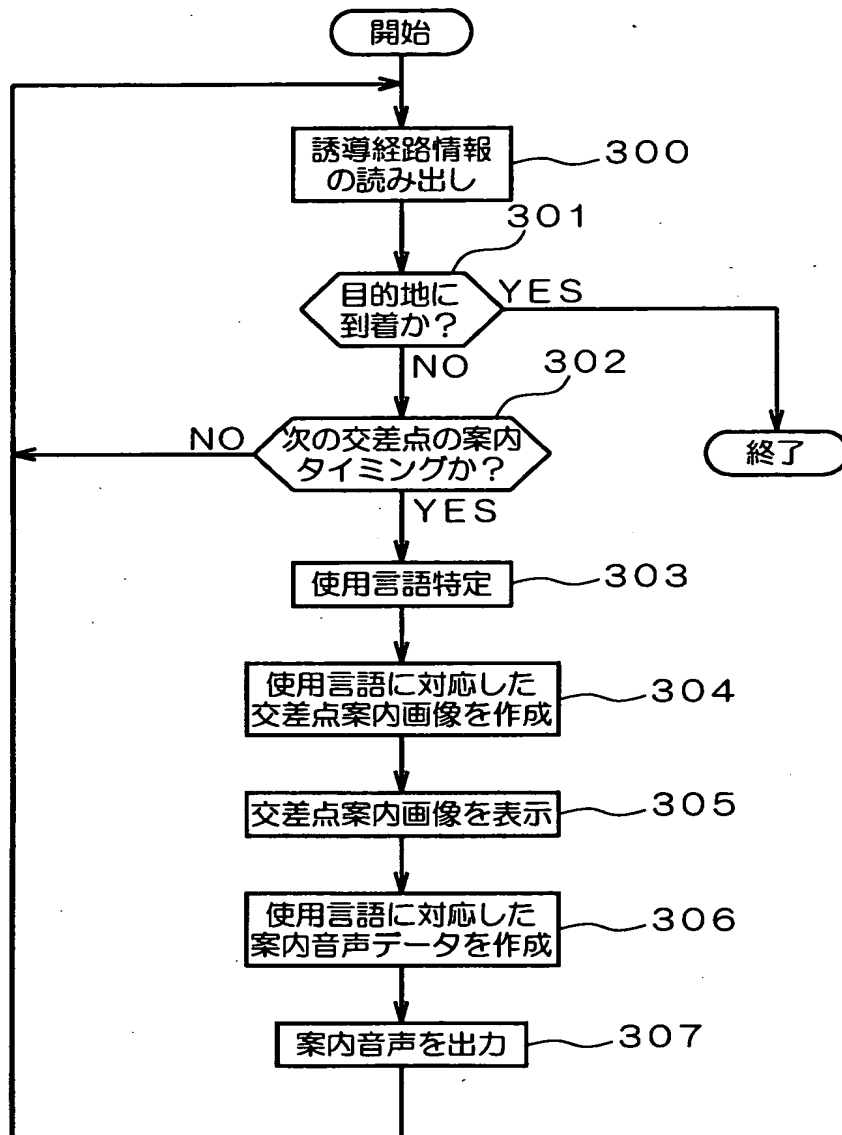 開始
誘導経路情報
の読み出し
300
301
目的地に
到着か?
YES
NO
302
次の交差点の案内
タイミングか?
NO
YES
終了
使用言語特定
303
使用言語に対応した
交差点案内画像を作成
304
交差点案内画像を表示
305
使用言語に対応した
案内音声データを作成
306
案内音声を出力
307